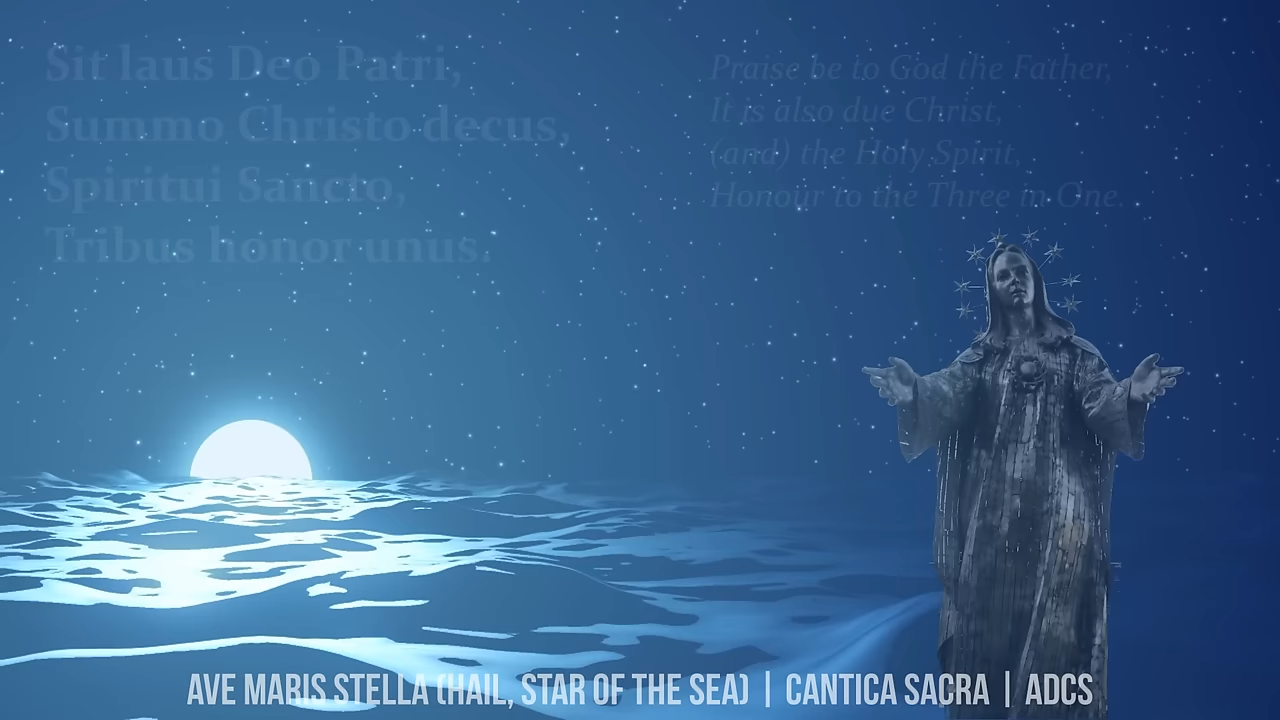 Sit laus Deo Patri,
Summo Christo decus,
Spiritui Sancto,
Tribus honor unus.
Praise be to God the Father,
It is also due Christ,
(and) the Holy Spirit,
Honour to the Three in One.
AVE MARIS STELLA (HAIL, STAR OF THE SEA) | CANTICA SACRA | ADCS